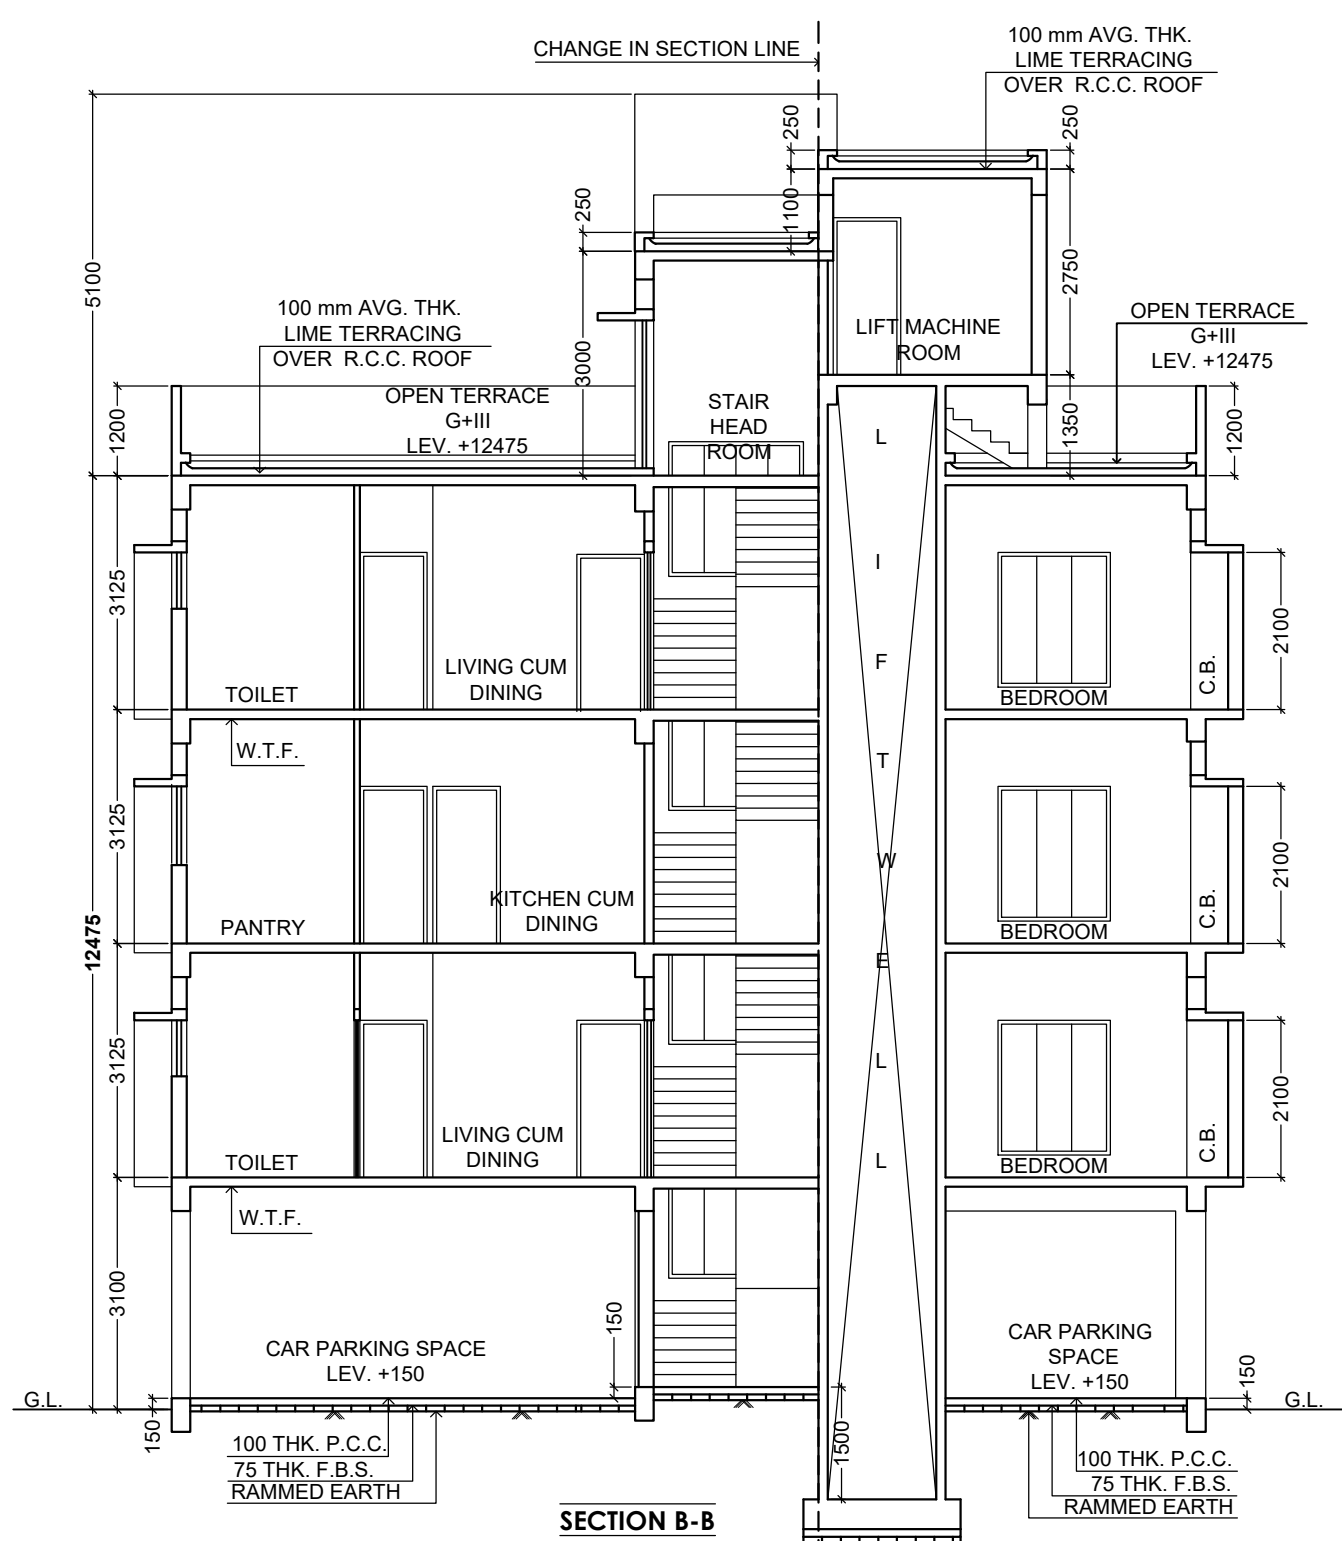 CHANGE IN SECTION LINE
100 mm AVG. THK.
LIME TERRACING
OVER R.C.C. ROOF
250
250
1100
250
2750
5100
3000
100 mm AVG. THK.
LIME TERRACING
OVER R.C.C. ROOF
LIFT MACHINE
ROOM
OPEN TERRACE
G+III
LEV. +12475
OPEN TERRACE
G+III
LEV. +12475
STAIR
HEAD
ROOM
1200
1350
1200
L
I
F
T
W
E
L
L
3125
TOILET
LIVING CUM
DINING
BEDROOM
C.B.
2100
W.T.F.
3125
PANTRY
KITCHEN CUM
DINING
BEDROOM
C.B.
2100
12475
3125
TOILET
LIVING CUM
DINING
BEDROOM
C.B.
2100
W.T.F.
3100
150
CAR PARKING SPACE
LEV. +150
CAR PARKING
SPACE
LEV. +150
G.L.
150
150
G.L.
1500
100 THK. P.C.C.
75 THK. F.B.S.
RAMMED EARTH
100 THK. P.C.C.
75 THK. F.B.S.
RAMMED EARTH
SECTION B-B